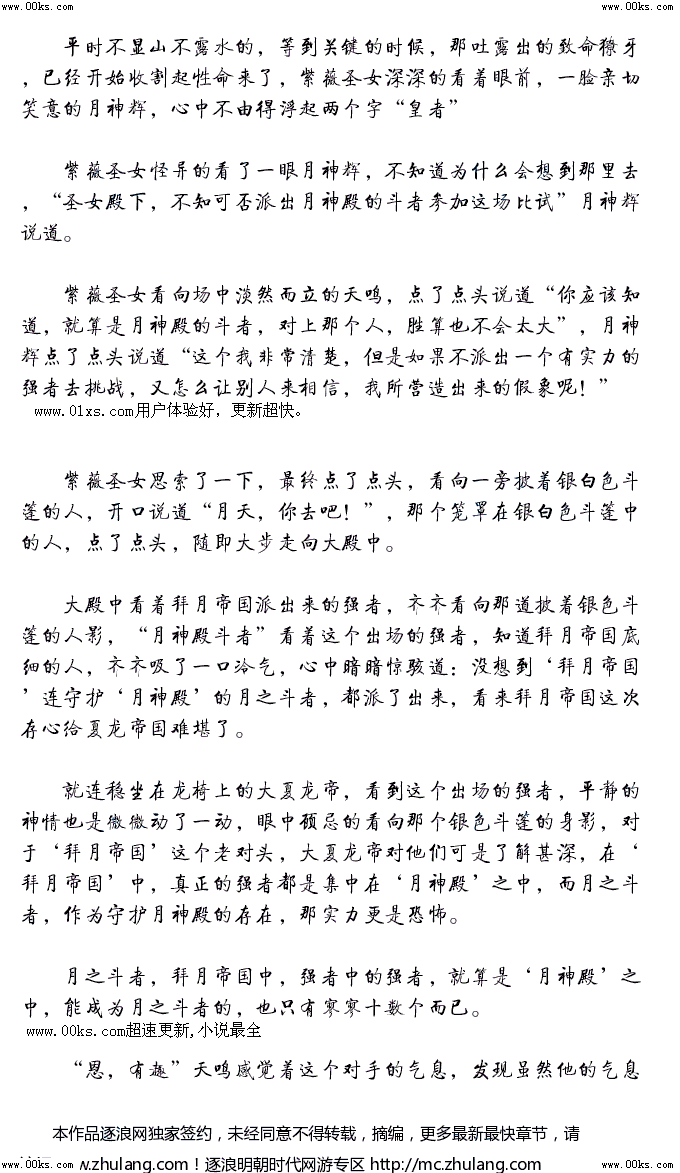 www.00ks.com www.00ks.com
平时不显山不露水的，等到关键的时候，那吐露出的致命獠牙
，已经开始收割起性命来了，紫薇圣女深深的看着眼前，一脸亲切
笑意的月神辉，心中不由得浮起两个字“皇者”
紫薇圣女怪异的看了一眼月神辉，不知道为什么会想到那里去
，“圣女殿下，不知可否派出月神殿的斗者参加这场比试”月神辉
说道。
紫薇圣女看向场中淡然而立的天鸣，点了点头说道“你应该知
道，就算是月神殿的斗者，对上那个人，胜算也不会太大”，月神
辉点了点头说道“这个我非常清楚，但是如果不派出一个有实力的
强者去挑战，又怎么让别人来相信，我所营造出来的假象呢！”
www.01xs.com用户体验好，更新超快。
紫薇圣女思索了一下，最终点了点头，看向一旁披着银白色斗
蓬的人，开口说道“月天，你去吧！”，那个笼罩在银白色斗蓬中
的人，点了点头，随即大步走向大殿中。
大殿中看着拜月帝国派出来的强者，齐齐看向那道披着银色斗
蓬的人影，“月神殿斗者”看着这个出场的强者，知道拜月帝国底
细的人，齐齐吸了一口冷气，心中暗暗惊骇道：没想到‘拜月帝国
’连守护‘月神殿’的月之斗者，都派了出来，看来拜月帝国这次
存心给夏龙帝国难堪了。
就连稳坐在龙椅上的大夏龙帝，看到这个出场的强者，平静的
神情也是微微动了一动，眼中顾忌的看向那个银色斗蓬的身影，对
于‘拜月帝国’这个老对头，大夏龙帝对他们可是了解甚深，在‘
拜月帝国’中，真正的强者都是集中在‘月神殿’之中，而月之斗
者，作为守护月神殿的存在，那实力更是恐怖。
月之斗者，拜月帝国中，强者中的强者，就算是‘月神殿’之
中，能成为月之斗者的，也只有寥寥十数个而已。
www.00ks.com超速更新,小说最全
“恩，有趣”天鸣感觉着这个对手的气息，发现虽然他的气息
本作品逐浪网独家签约，未经同意不得转载，摘编，更多最新最快章节，请
v.zhulang.com！逐浪明朝时代网游专区 http://mc.zhulang.com/
www.00ks.com www.00ks.com